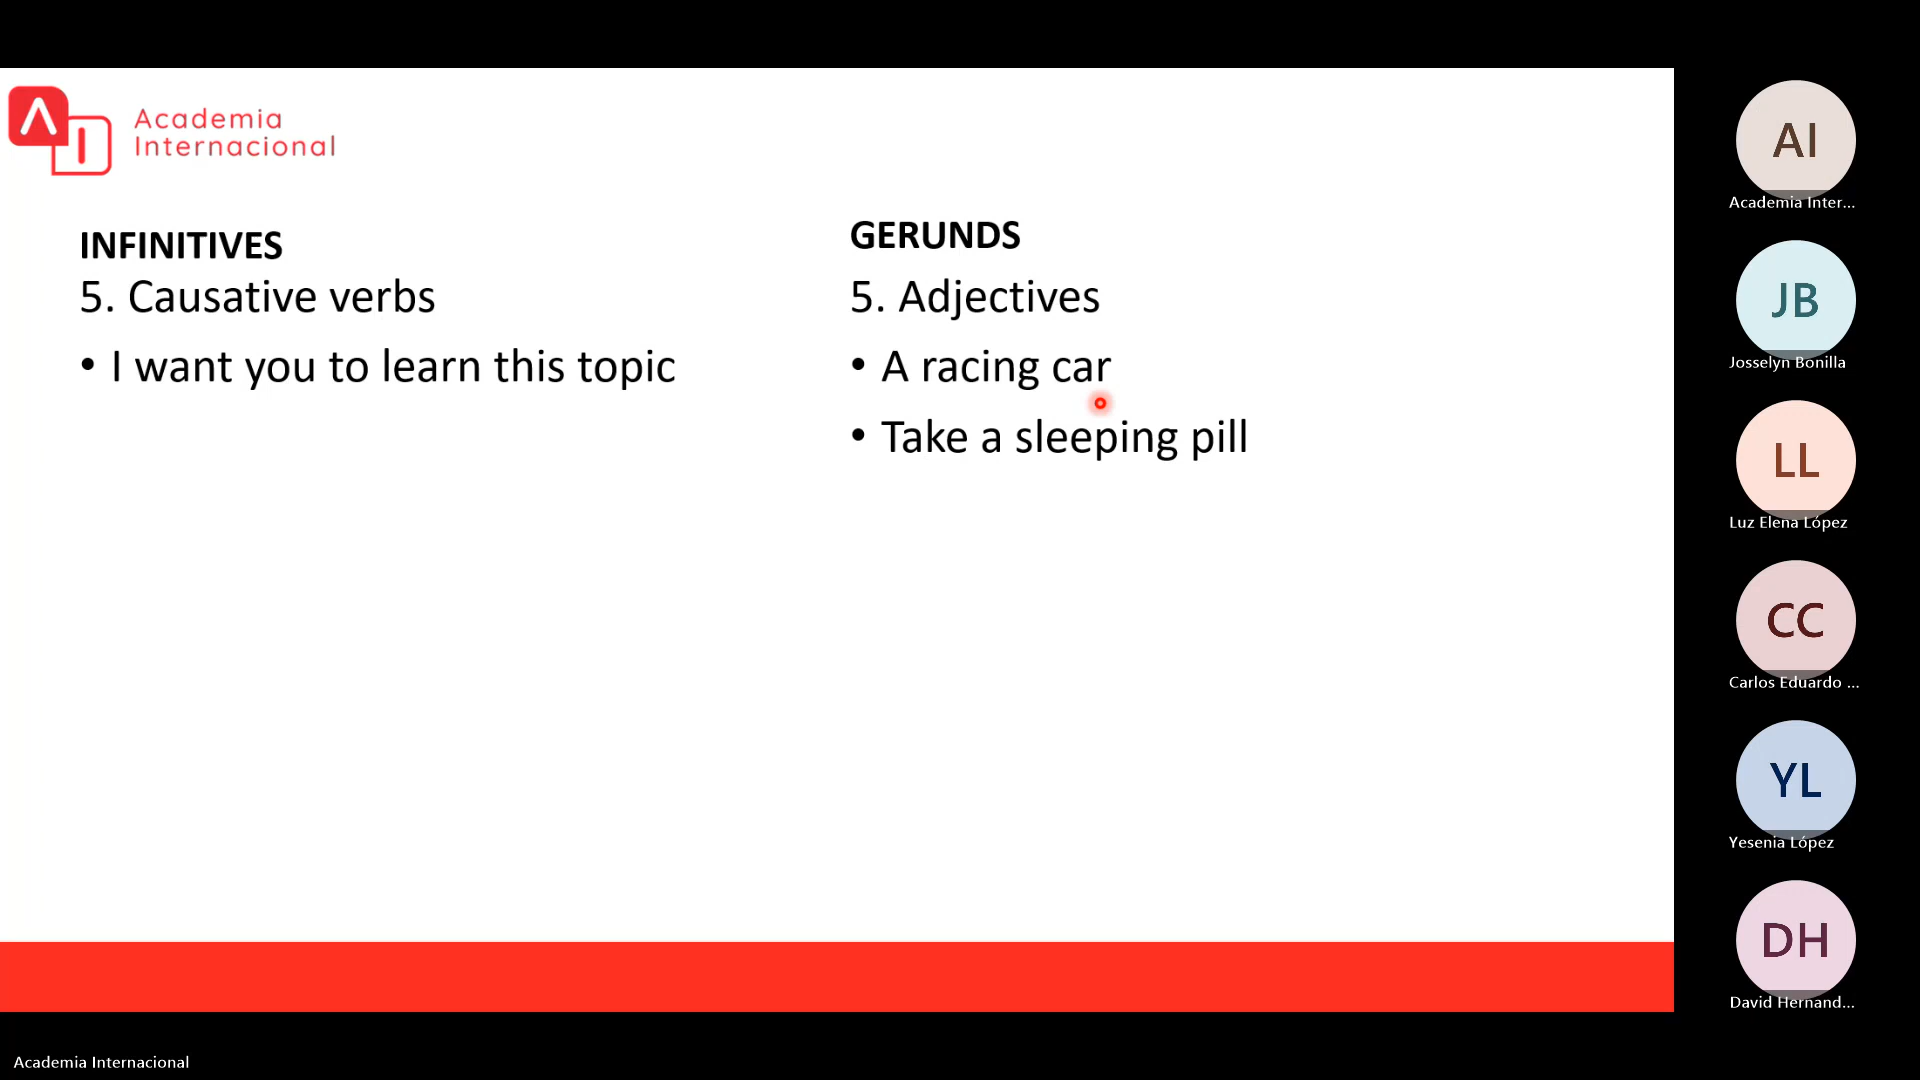 Academia
Internacional
INFINITIVES
5. Causative verbs
• I want you to learn this topic
GERUNDS
5. Adjectives
• A racing car
• Take a sleeping pill
AI
Academia Inter...
JB
Josselyn Bonilla
LL
Luz Elena López
CC
Carlos Eduardo ...
YL
Yesenia López
DH
David Hernand...
Academia Internacional